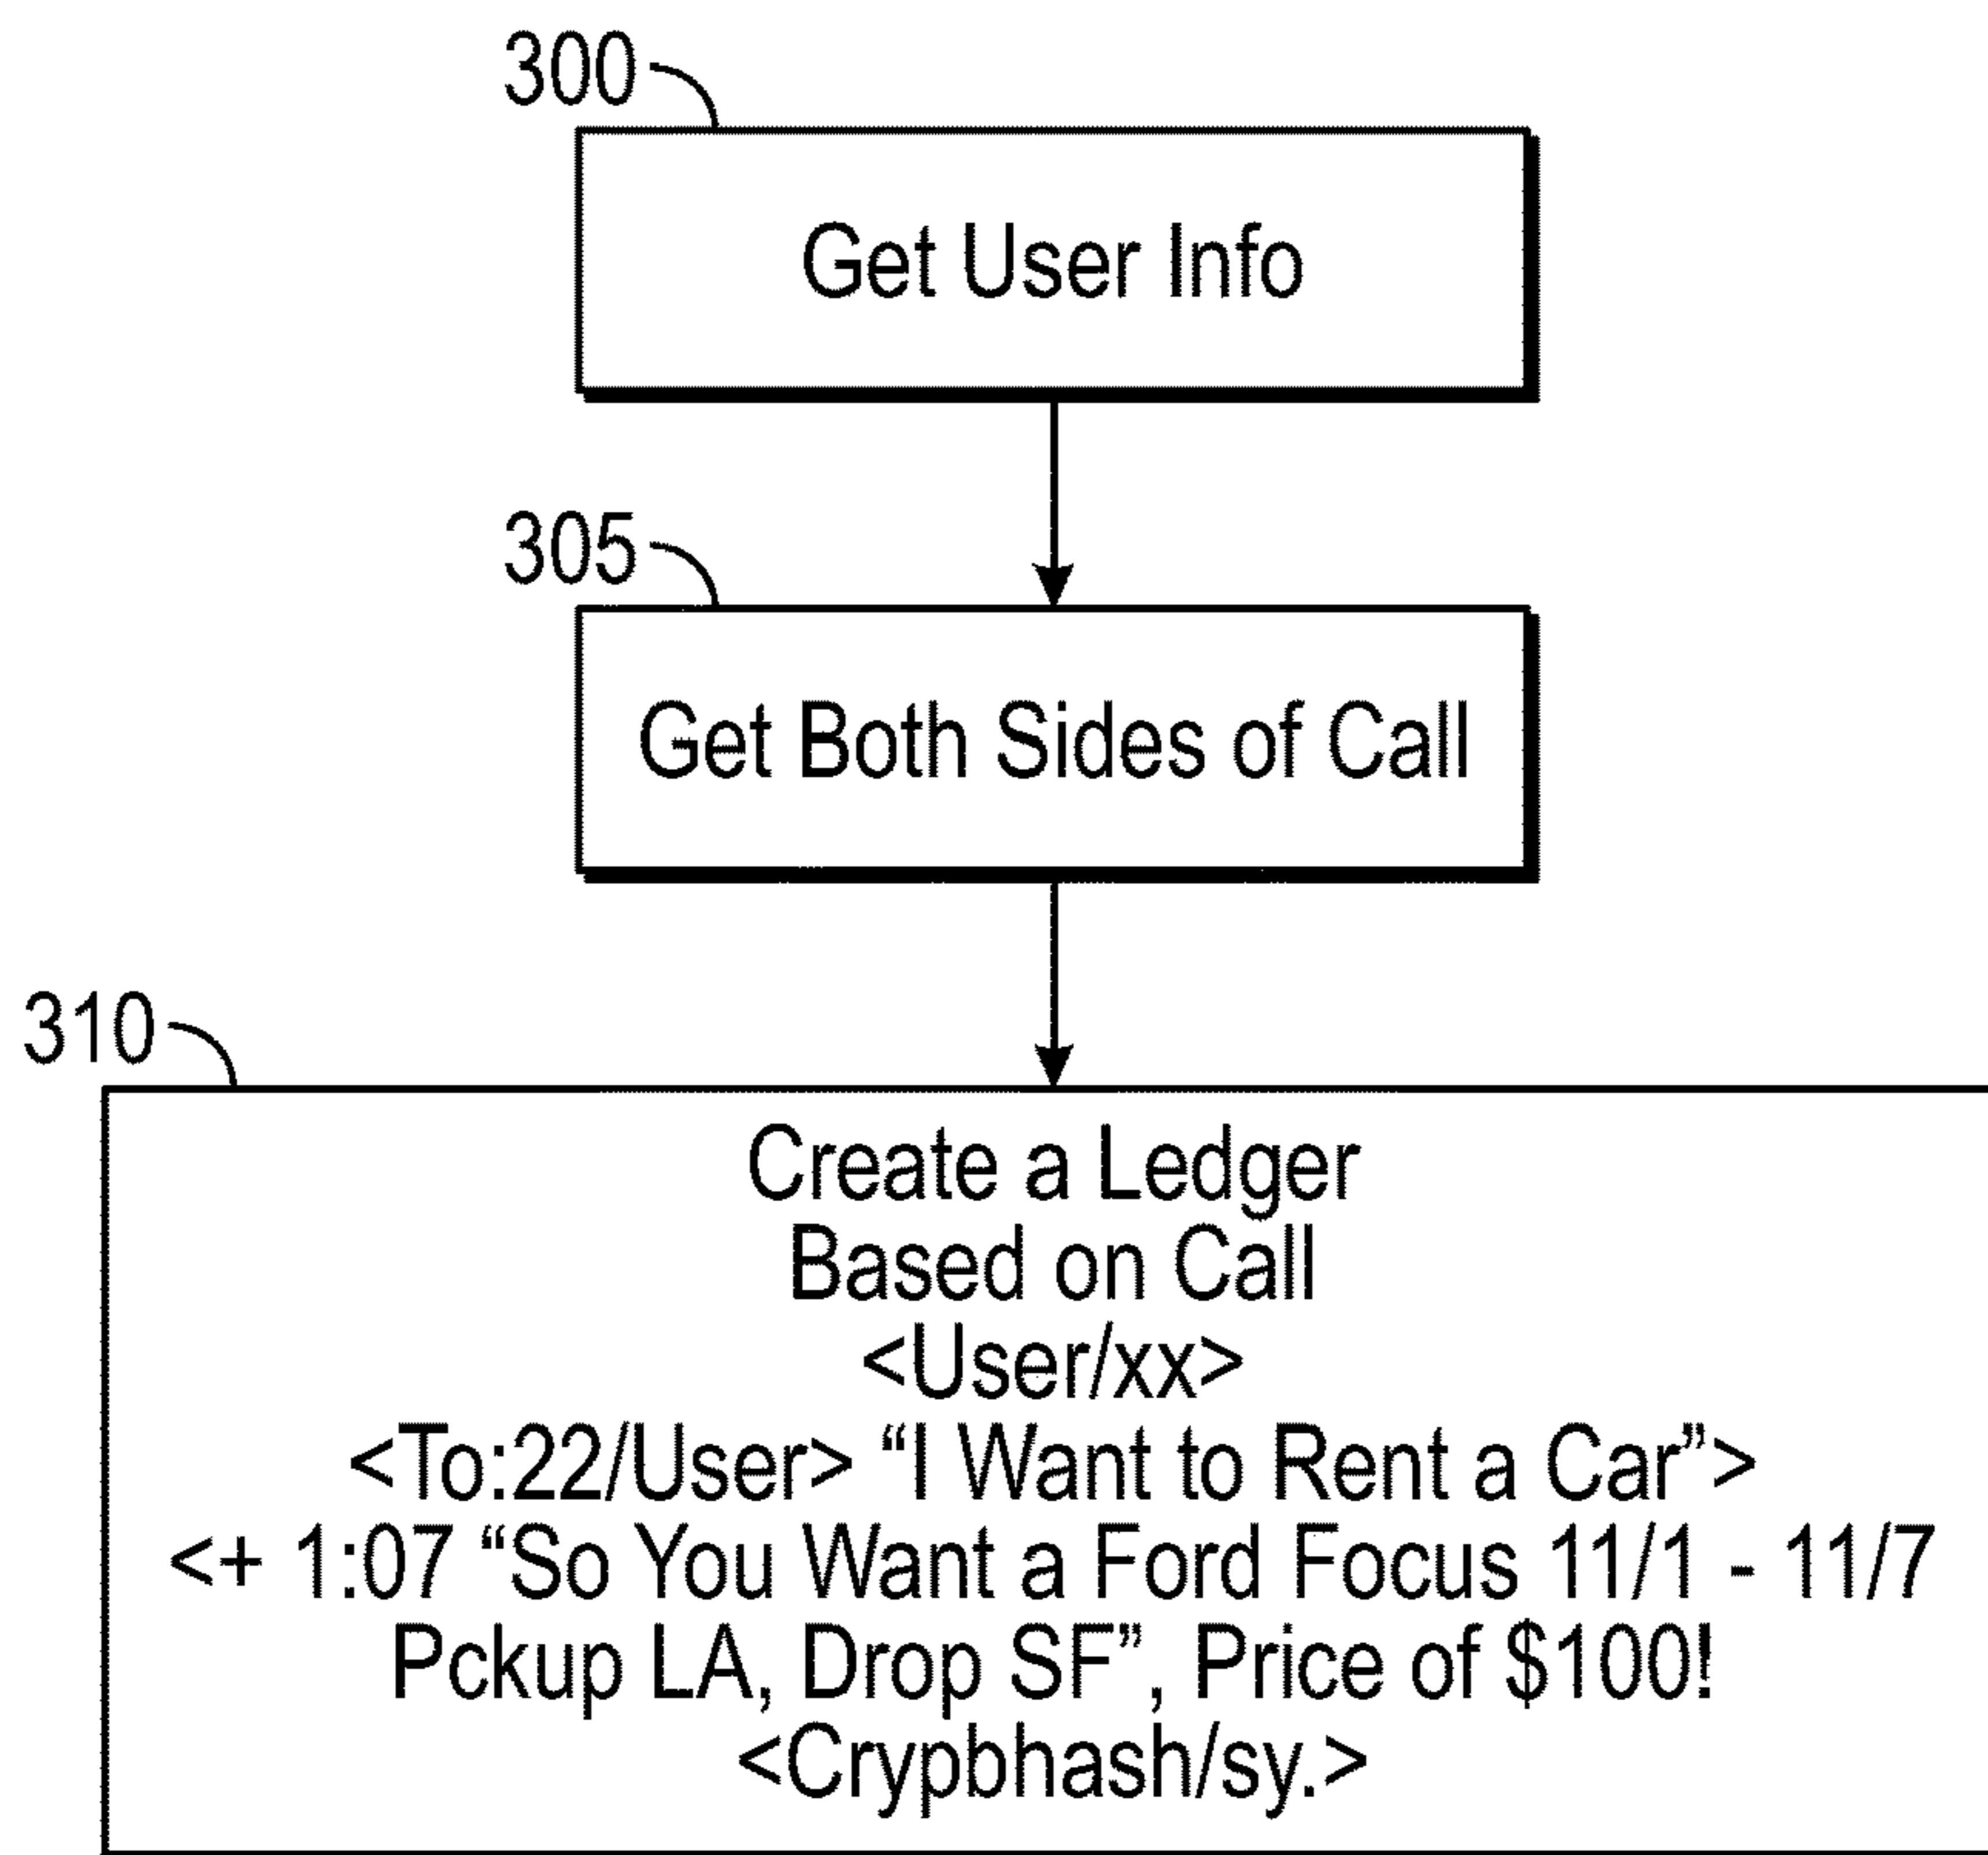 300
Get User Info
305
Get Both Sides of Call
310
Create a Ledger
Based on Call
<User/xx>
<To:22/User> “I Want to Rent a Car”>
<+ 1:07 “So You Want a Ford Focus 11/1 - 11/7
Pckup LA, Drop SF”, Price of $100!
<Crypbhash/sy.>